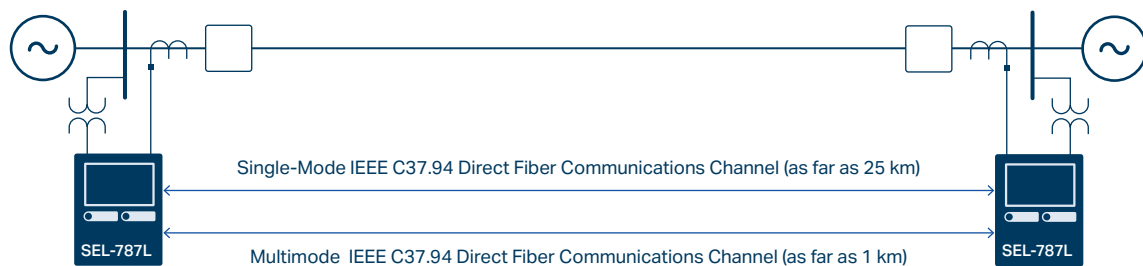 Single-Mode IEEE C37.94 Direct Fiber Communications Channel (as far as 25 km)
SEL-787L
SEL-787L
Multimode IEEE C37.94 Direct Fiber Communications Channel (as far as 1 km)